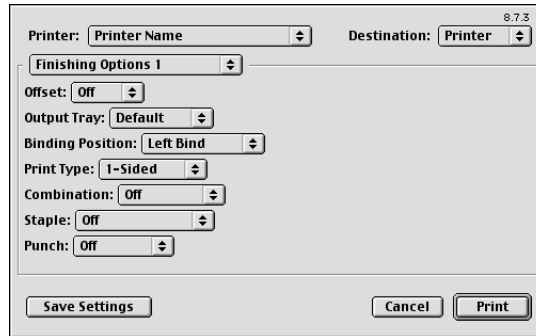 8.7.3
Printer: Printer Name Destination: Printer
Finishing Options 1
Offset: Off
Output Tray: Default
Binding Position: Left Bind
Print Type: 1-Sided
Combination: Off
Staple: Off
Punch: Off
Save Settings Cancel Print